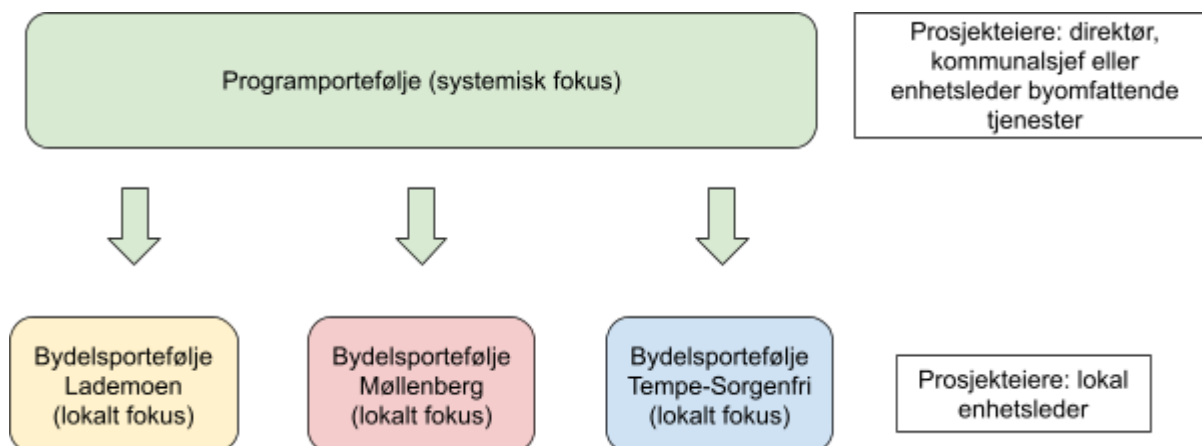 Programportefølje (systemisk fokus)
Prosjekteiere: direktør,
kommunalsjef eller
enhetsleder byomfattende
tjenester
Bydelsportefølje
Lademoen
(lokalt fokus)
Bydelsportefølje
Møllenberg
(lokalt fokus)
Bydelsportefølje
Tempe-Sorgenfri
(lokalt fokus)
Prosjekteiere: lokal
enhetsleder